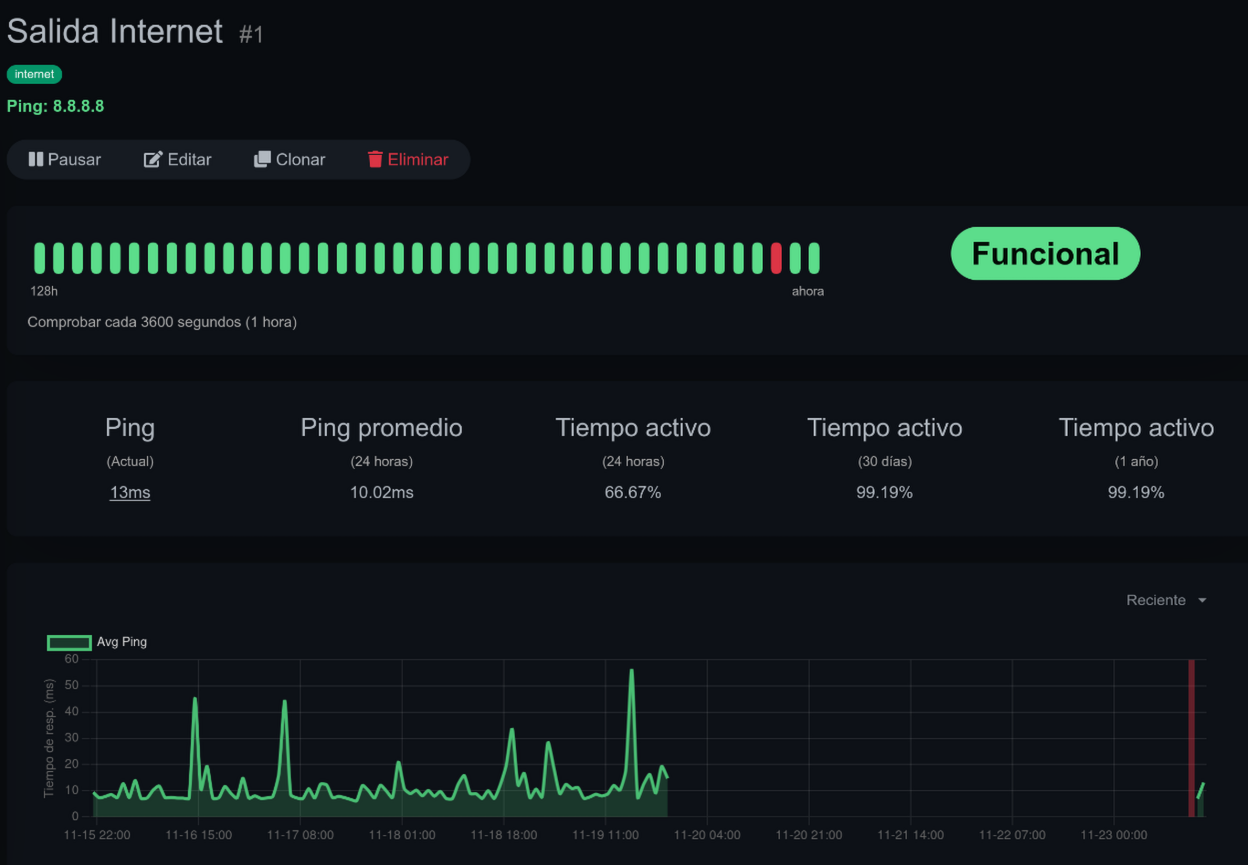 Salida Internet #1
internet
Ping: 8.8.8.8
Pausar Editar Clonar Eliminar
Funcional
128h ahora
Comprobar cada 3600 segundos (1 hora)
Ping Ping promedio Tiempo activo Tiempo activo Tiempo activo
(Actual) (24 horas) (24 horas) (30 días) (1 año)
13ms 10.02ms 66.67% 99.19% 99.19%
Reciente
Avg Ping
Tiempo de resp. (ms)
60
50
40
30
20
10
0
11-15 22:00 11-16 15:00 11-17 08:00 11-18 01:00 11-18 18:00 11-19 11:00 11-20 04:00 11-20 21:00 11-21 14:00 11-22 07:00 11-23 00:00